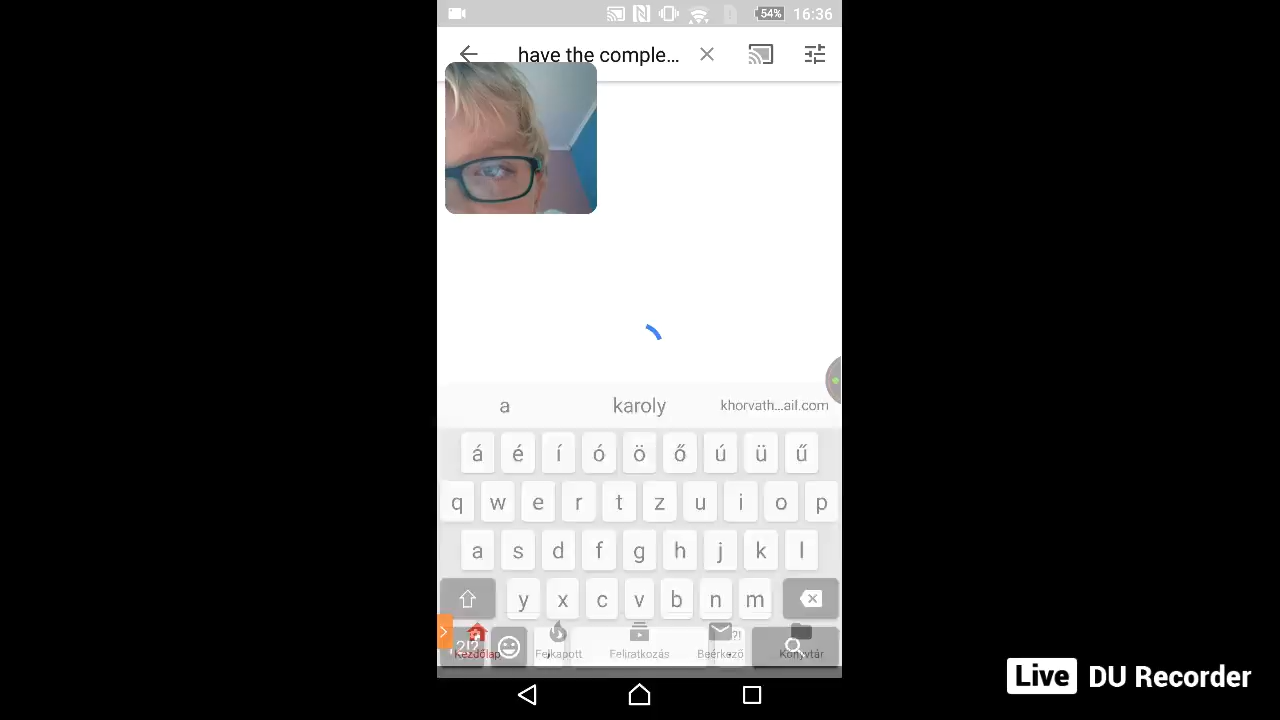 54% 16:36
have the comple...
a karoly khorvath...ail.com
á é í ó ö ő ú ü ű
q w e r t z u i o p
a s d f g h j k l
y x c v b n m
?!
Kezdőlap Felkapott Feliratkozás Beérkező Könyvtár
Live DU Recorder